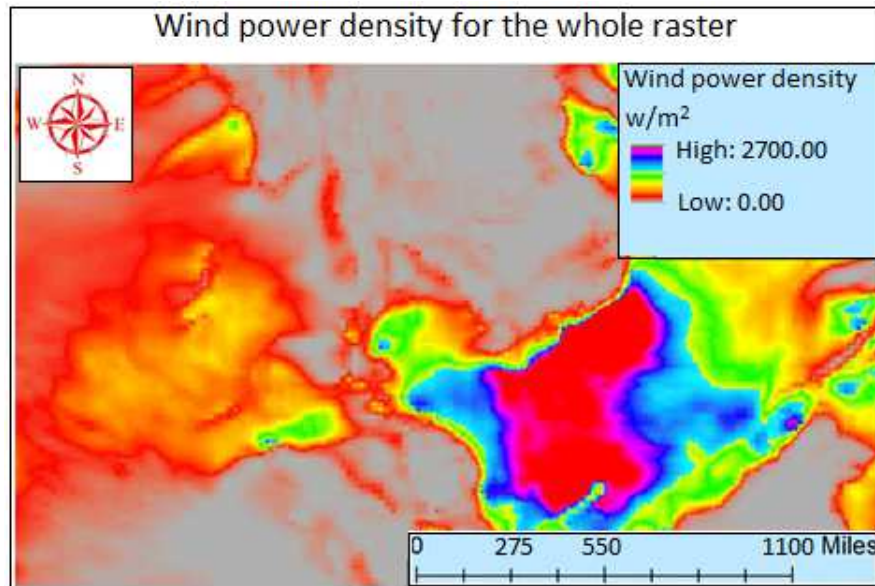 Wind power density for the whole raster
N
W E
S
Wind power density
w/m²
High: 2700.00
Low: 0.00
0 275 550 1100 Miles